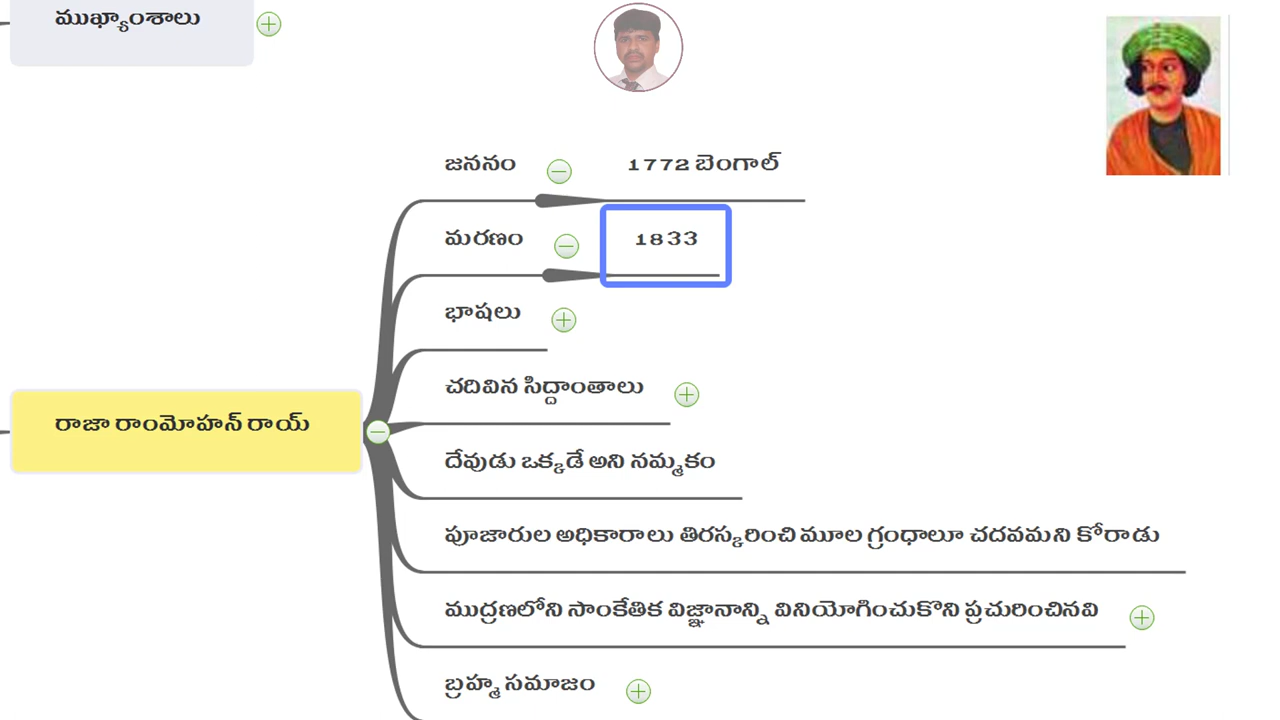 ముఖ్యాంశాలు
జననం 1772 బెంగాల్
మరణం 1833
భాషలు
చదివిన సిద్దాంతాలు
రాజా రాంమోహన్ రాయ్
దేవుడు ఒక్కడే అని నమ్మకం
పూజారుల అధికారాలు తిరస్కరించి మూల గ్రంధాలూ చదవమని కోరాడు
ముద్రణలోని సాంకేతిక విజ్ఞానాన్ని వినియోగించుకొని ప్రచురించినవి
బ్రహ్మ సమాజం